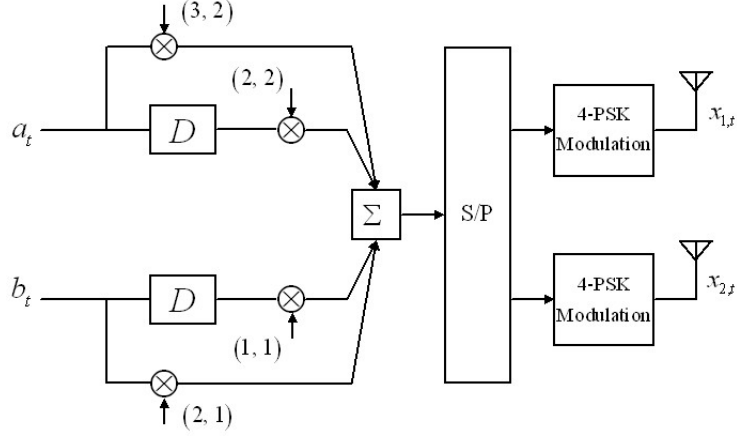 (3, 2)
(2, 2)
a_t
D
4-PSK
Modulation
x_{1,t}
Σ
S/P
b_t
D
4-PSK
Modulation
x_{2,t}
(1, 1)
(2, 1)